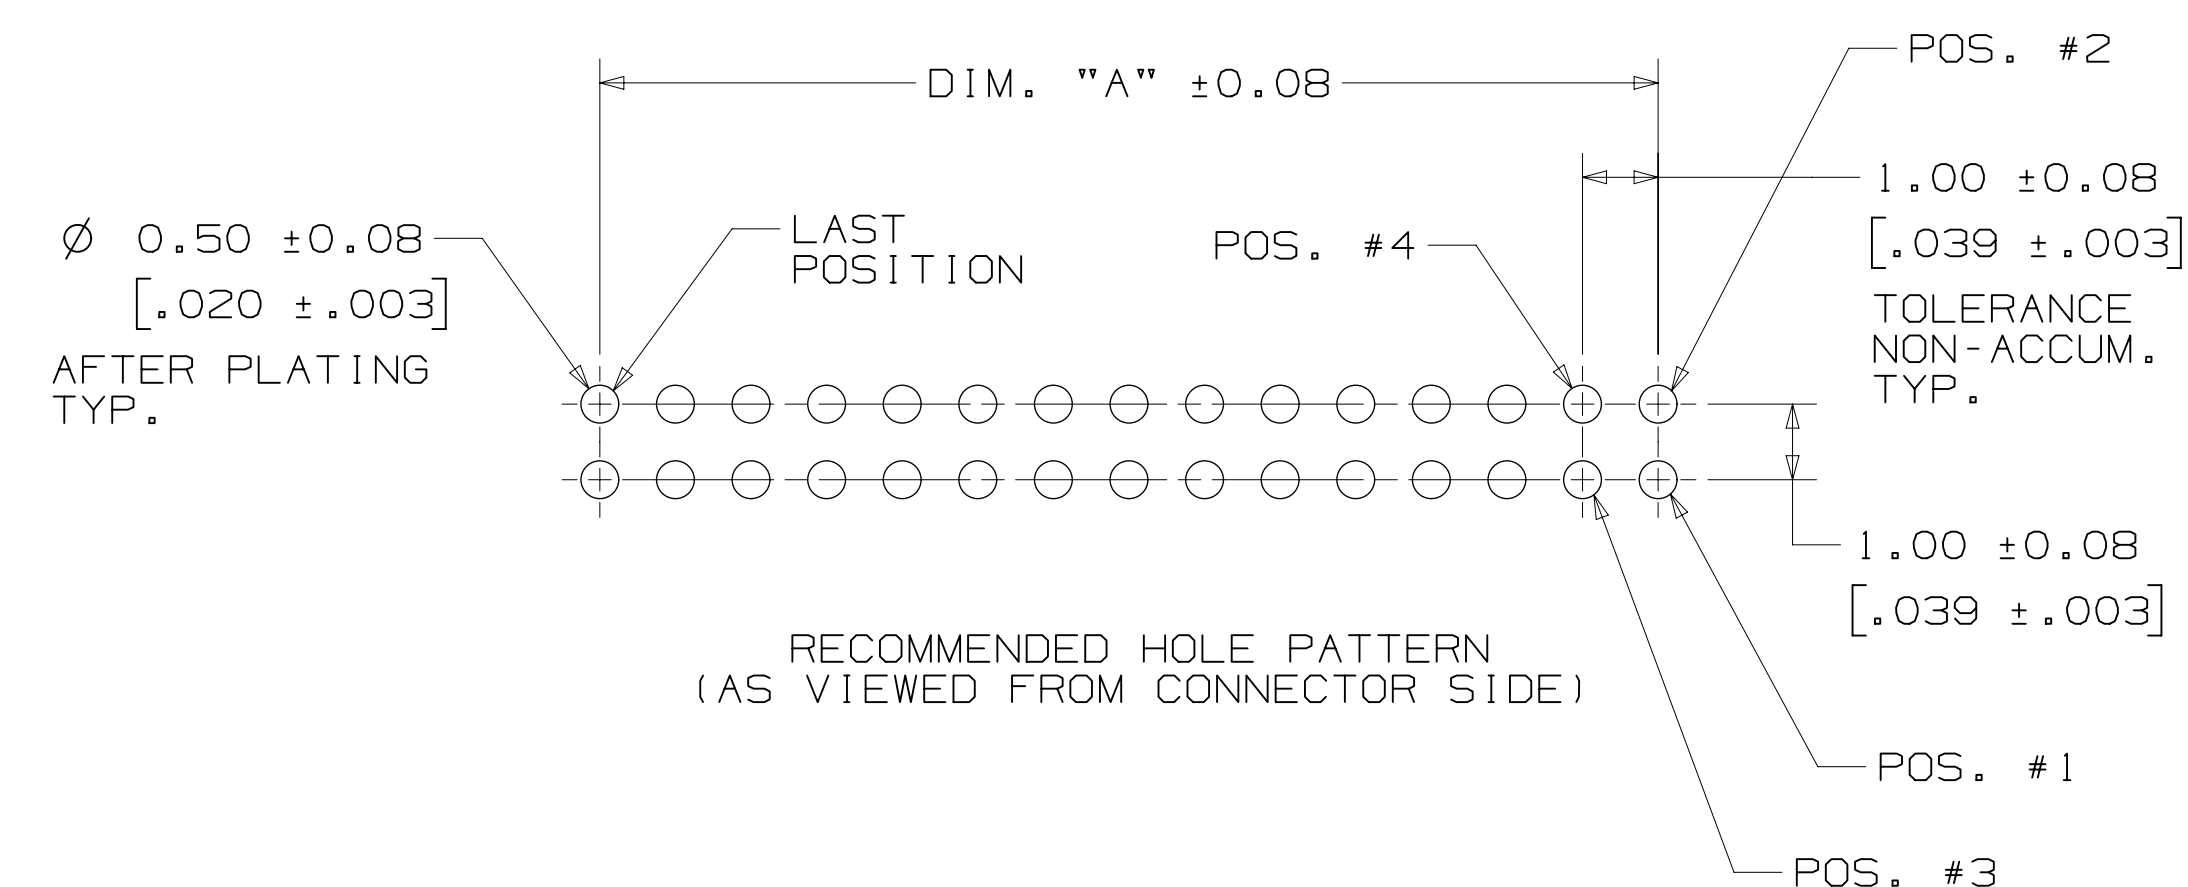 POS. #2
DIM. "A" ±0.08
1.00 ±0.08
[.039 ±.003]
TOLERANCE
NON-ACCUM.
TYP.
Ø 0.50 ±0.08
[.020 ±.003]
AFTER PLATING
TYP.
LAST
POSITION
POS. #4
1.00 ±0.08
[.039 ±.003]
RECOMMENDED HOLE PATTERN
(AS VIEWED FROM CONNECTOR SIDE)
POS. #1
POS. #3